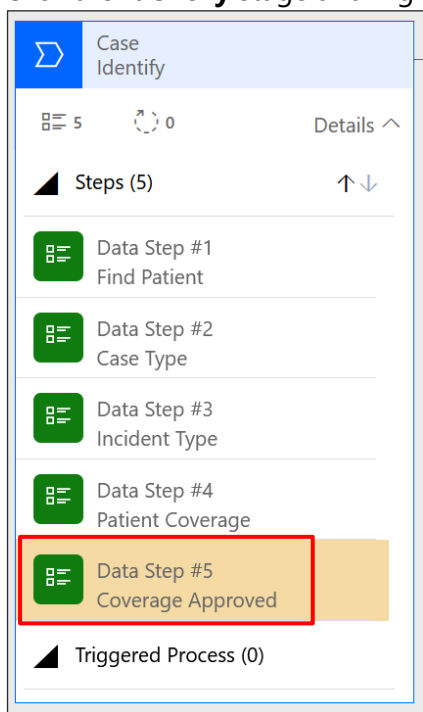 Case
Identify
5 0 Details
Steps (5)
Data Step #1
Find Patient
Data Step #2
Case Type
Data Step #3
Incident Type
Data Step #4
Patient Coverage
Data Step #5
Coverage Approved
Triggered Process (0)